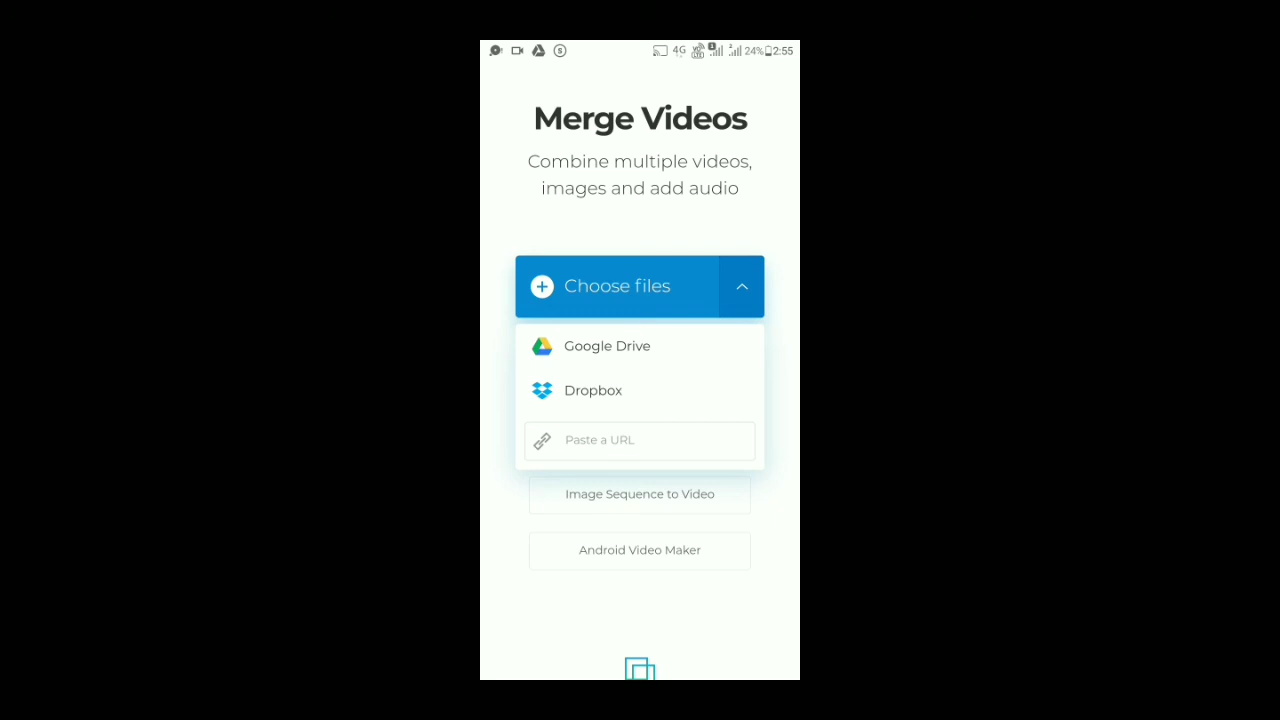 4G 24% 2:55
Merge Videos
Combine multiple videos,
images and add audio
Choose files
Google Drive
Dropbox
Paste a URL
Image Sequence to Video
Android Video Maker